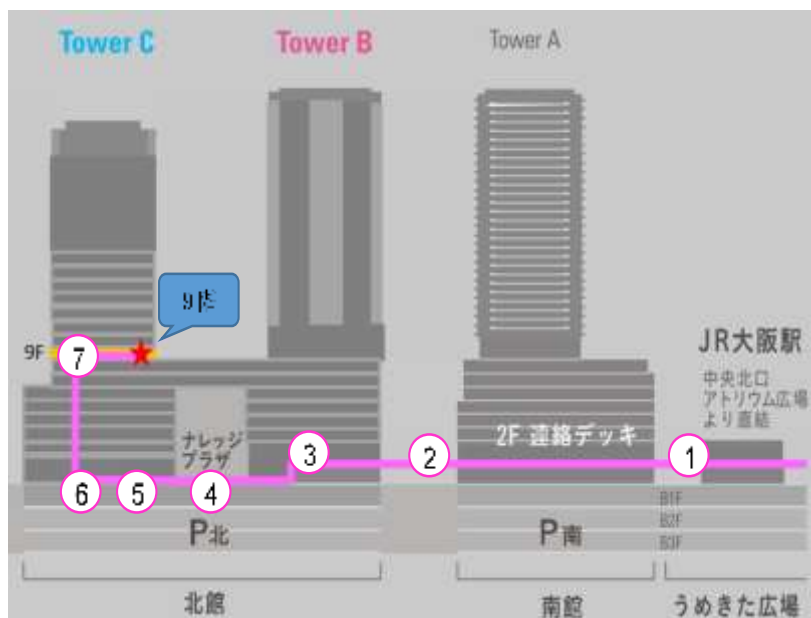 Tower C
Tower B
Tower A
9階
9F
7
JR大阪駅
中央北口
アトリウム広場
より直結
2F 連絡デッキ
ナレッジ
プラザ
3
2
1
6
5
4
P北
P南
B1F
B2F
B3F
北館
南館
うめきた広場